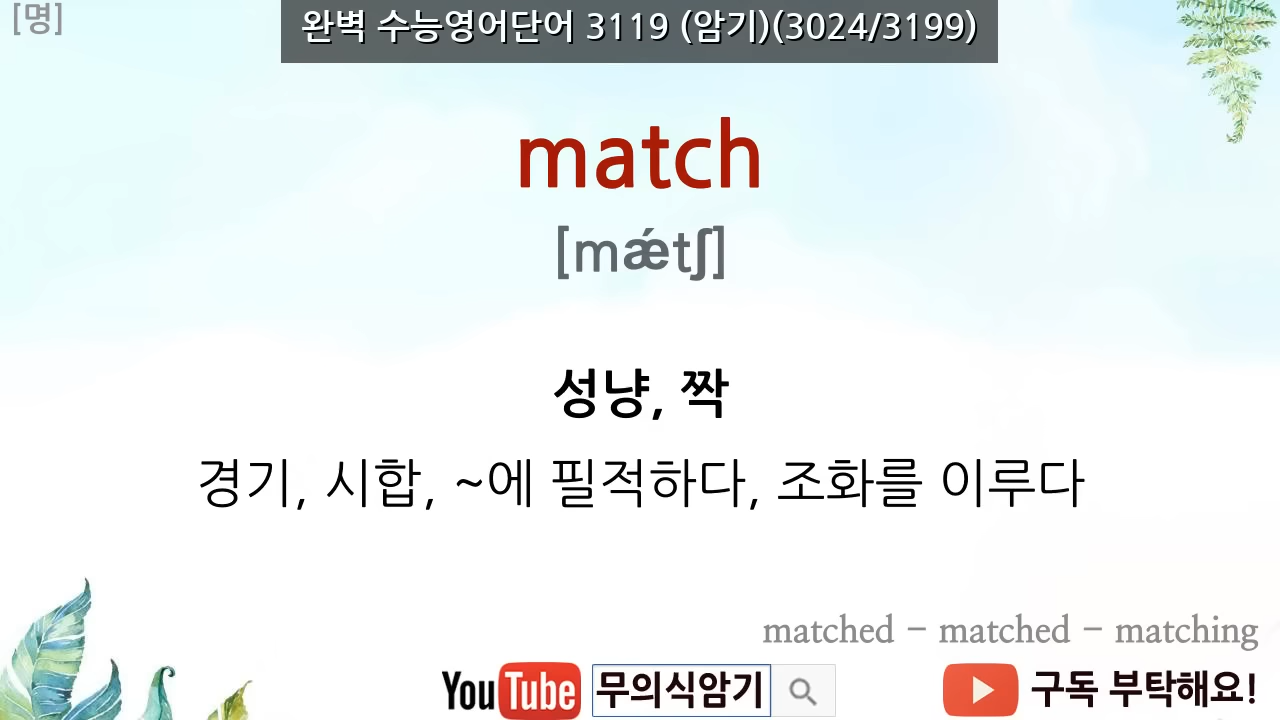 [명]
완벽 수능영어단어 3119 (암기)(3024/3199)
match
[mǽtʃ]
성냥, 짝
경기, 시합, ~에 필적하다, 조화를 이루다
matched - matched - matching
YouTube 무의식암기 구독 부탁해요!